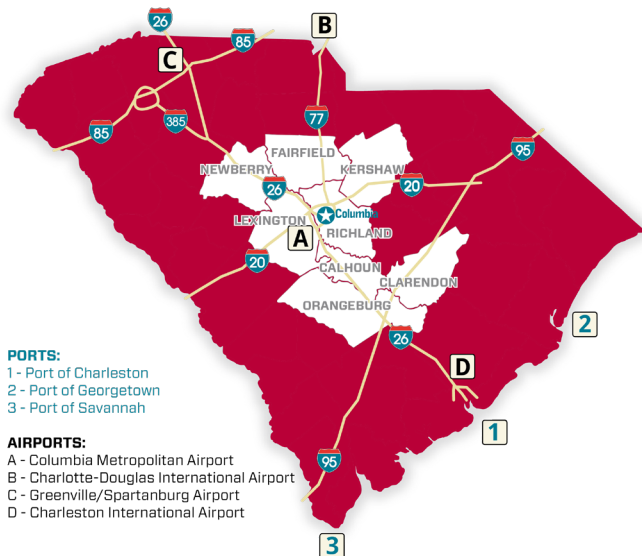 26
B
85
C
85
385
77
95
FAIRFIELD
NEWBERRY
KERSHAW
26
20
LEXINGTON
Columbia
A
RICHLAND
20
CALHOUN
CLARENDON
ORANGEBURG
2
26
D
PORTS:
1 - Port of Charleston
2 - Port of Georgetown
3 - Port of Savannah
1
AIRPORTS:
A - Columbia Metropolitan Airport
B - Charlotte-Douglas International Airport
C - Greenville/Spartanburg Airport
D - Charleston International Airport
95
3